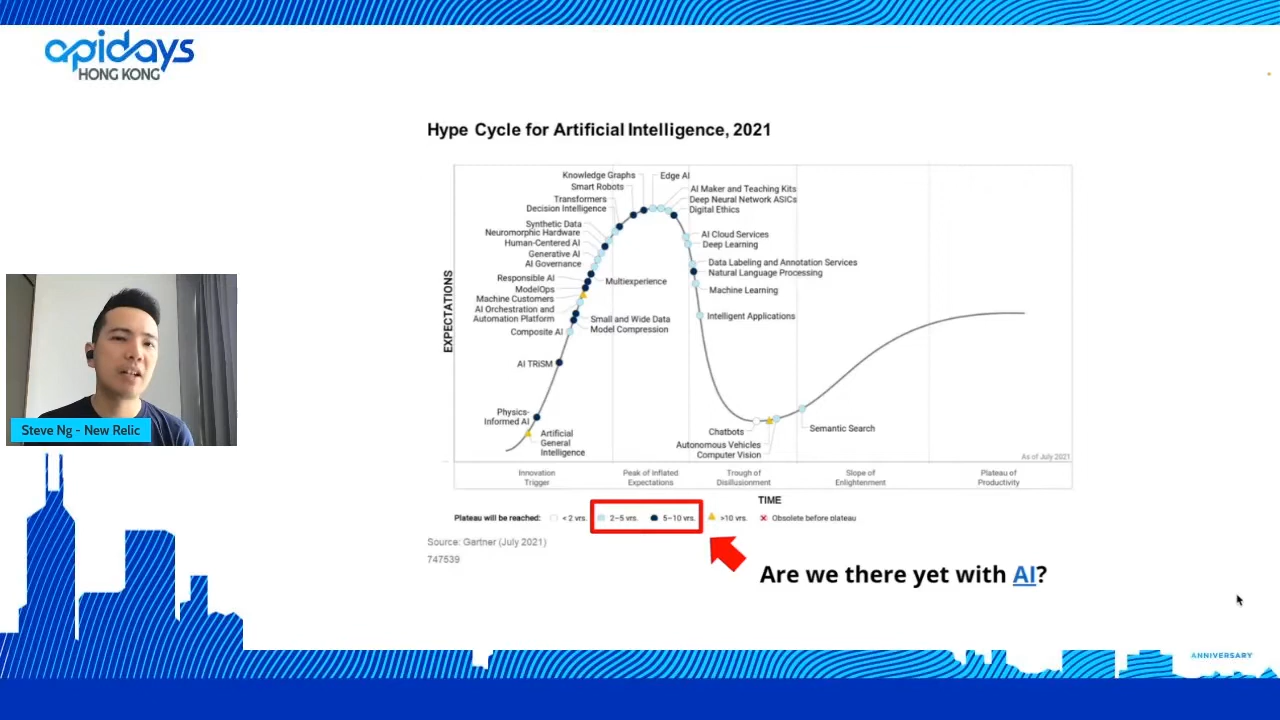 apidays
HONG KONG
Hype Cycle for Artificial Intelligence, 2021
EXPECTATIONS
Knowledge Graphs
Smart Robots
Transformers
Decision Intelligence
Synthetic Data
Neuromorphic Hardware
Human-Centered AI
Generative AI
AI Governance
Responsible AI
ModelOps
Machine Customers
AI Orchestration and
Automation Platform
Composite AI
AI TRiSM
Physics-
Informed AI
Artificial
General
Intelligence
Multiexperience
Small and Wide Data
Model Compression
Edge AI
AI Maker and Teaching Kits
Deep Neural Network ASICs
Digital Ethics
AI Cloud Services
Deep Learning
Data Labeling and Annotation Services
Natural Language Processing
Machine Learning
Intelligent Applications
Chatbots
Autonomous Vehicles
Computer Vision
Semantic Search
As of July 2021
Innovation
Trigger
Peak of Inflated
Expectations
Trough of
Disillusionment
Slope of
Enlightenment
Plateau of
Productivity
TIME
Plateau will be reached: < 2 yrs. 2–5 yrs. 5–10 yrs. >10 yrs. Obsolete before plateau
Source: Gartner (July 2021)
747539
Are we there yet with AI?
Steve Ng - New Relic
ANNIVERSARY